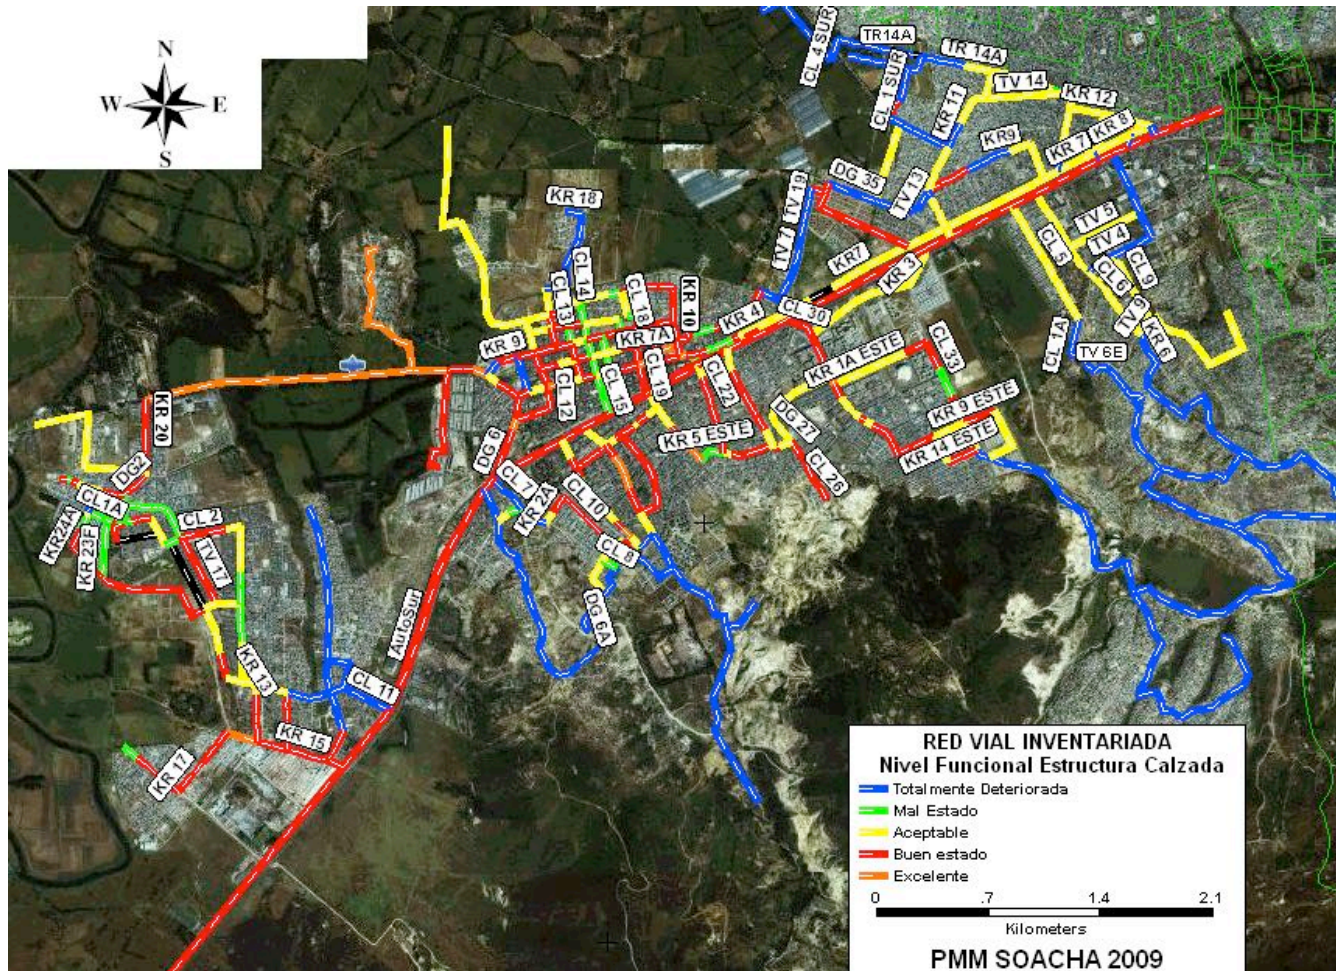 N
W E
S
CL 4 SUR
TR14A
TR 14A
CL 1 SUR
TV 14
KR 12
KR 11
KR9
KR 7
KR 8
DG 35
TV 13
TV 19
TV 7
KR 18
KR7
KR 3
TV 5
TV 4
CL 5
CL 6
CL 9
TV 9
KR 6
CL 1A
TV 6E
CL 14
CL 13
CL 18
KR 10
KR 4
CL 30
KR 9
KR 7A
KR 1A ESTE
CL 33
CL 12
CL 15
CL 19
CL 22
KR 9 ESTE
KR 14 ESTE
KR 20
DG 6
KR 5 ESTE
DG 27
CL 26
DG2
CL 7
KR 2A
CL 10
CL1A
KR24A
KR 23F
CL 2
TV 17
CL 8
DG 6A
AutoSur
KR 13
CL 11
KR 15
KR 17
RED VIAL INVENTARIADA
Nivel Funcional Estructura Calzada
Totalmente Deteriorada
Mal Estado
Aceptable
Buen estado
Excelente
0 .7 1.4 2.1
Kilometers
PMM SOACHA 2009